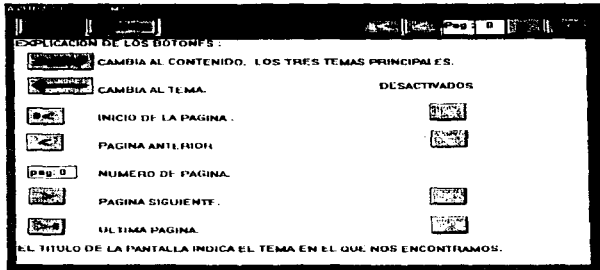 Pag: 0
EXPLICACION DE LOS BOTONES :
CAMBIA AL CONTENIDO. LOS TRES TEMAS PRINCIPALES.
CAMBIA AL TEMA. DESACTIVADOS
INICIO DE LA PAGINA .
PAGINA ANTERIOR
pag: 0 NUMERO DE PAGINA.
PAGINA SIGUIENTE.
ULTIMA PAGINA.
EL TITULO DE LA PANTALLA INDICA EL TEMA EN EL QUE NOS ENCONTRAMOS.